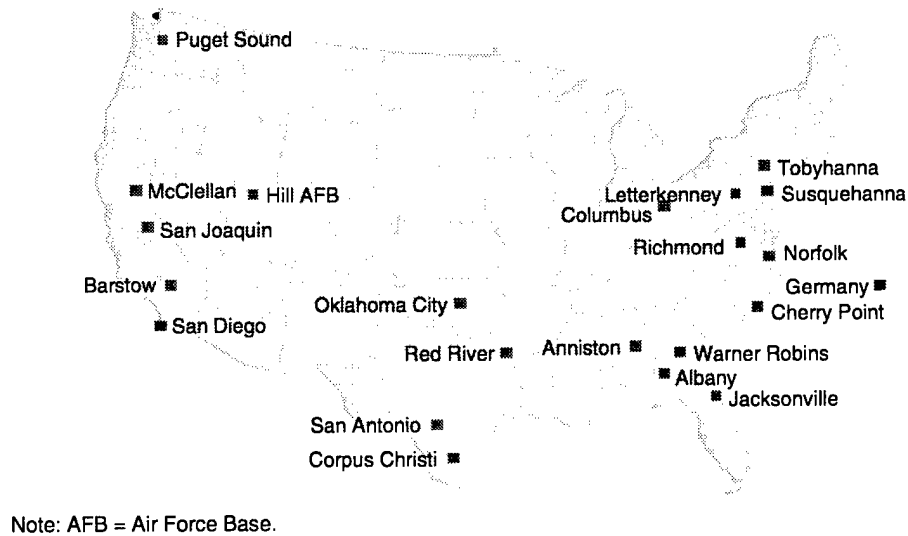 Puget Sound
Tobyhanna
McClellan
Hill AFB
Letterkenney
Susquehanna
Columbus
San Joaquin
Richmond
Norfolk
Barstow
Germany
Oklahoma City
Cherry Point
San Diego
Red River
Anniston
Warner Robins
Albany
Jacksonville
San Antonio
Corpus Christi
Note: AFB = Air Force Base.